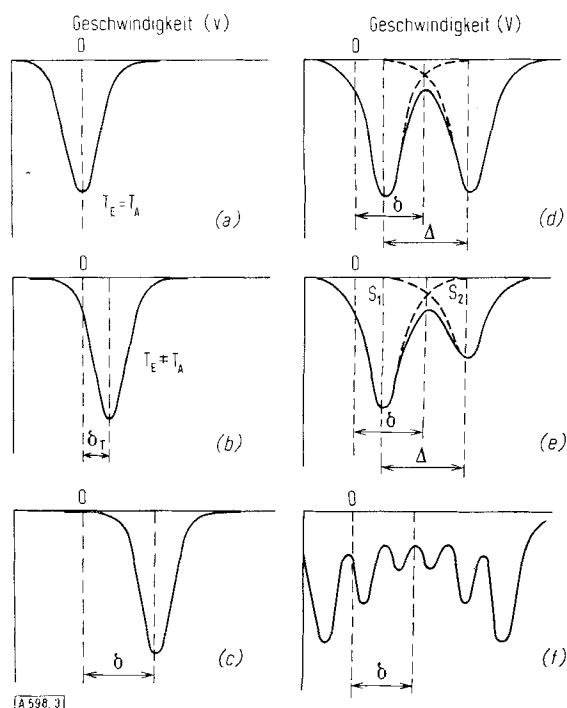 Geschwindigkeit (v)
0
T_E = T_A
(a)
0
T_E ≠ T_A
δ_T
(b)
0
δ
(c)
Geschwindigkeit (V)
0
δ
Δ
(d)
0
S_1 S_2
δ
Δ
(e)
0
δ
(f)
A 598.3